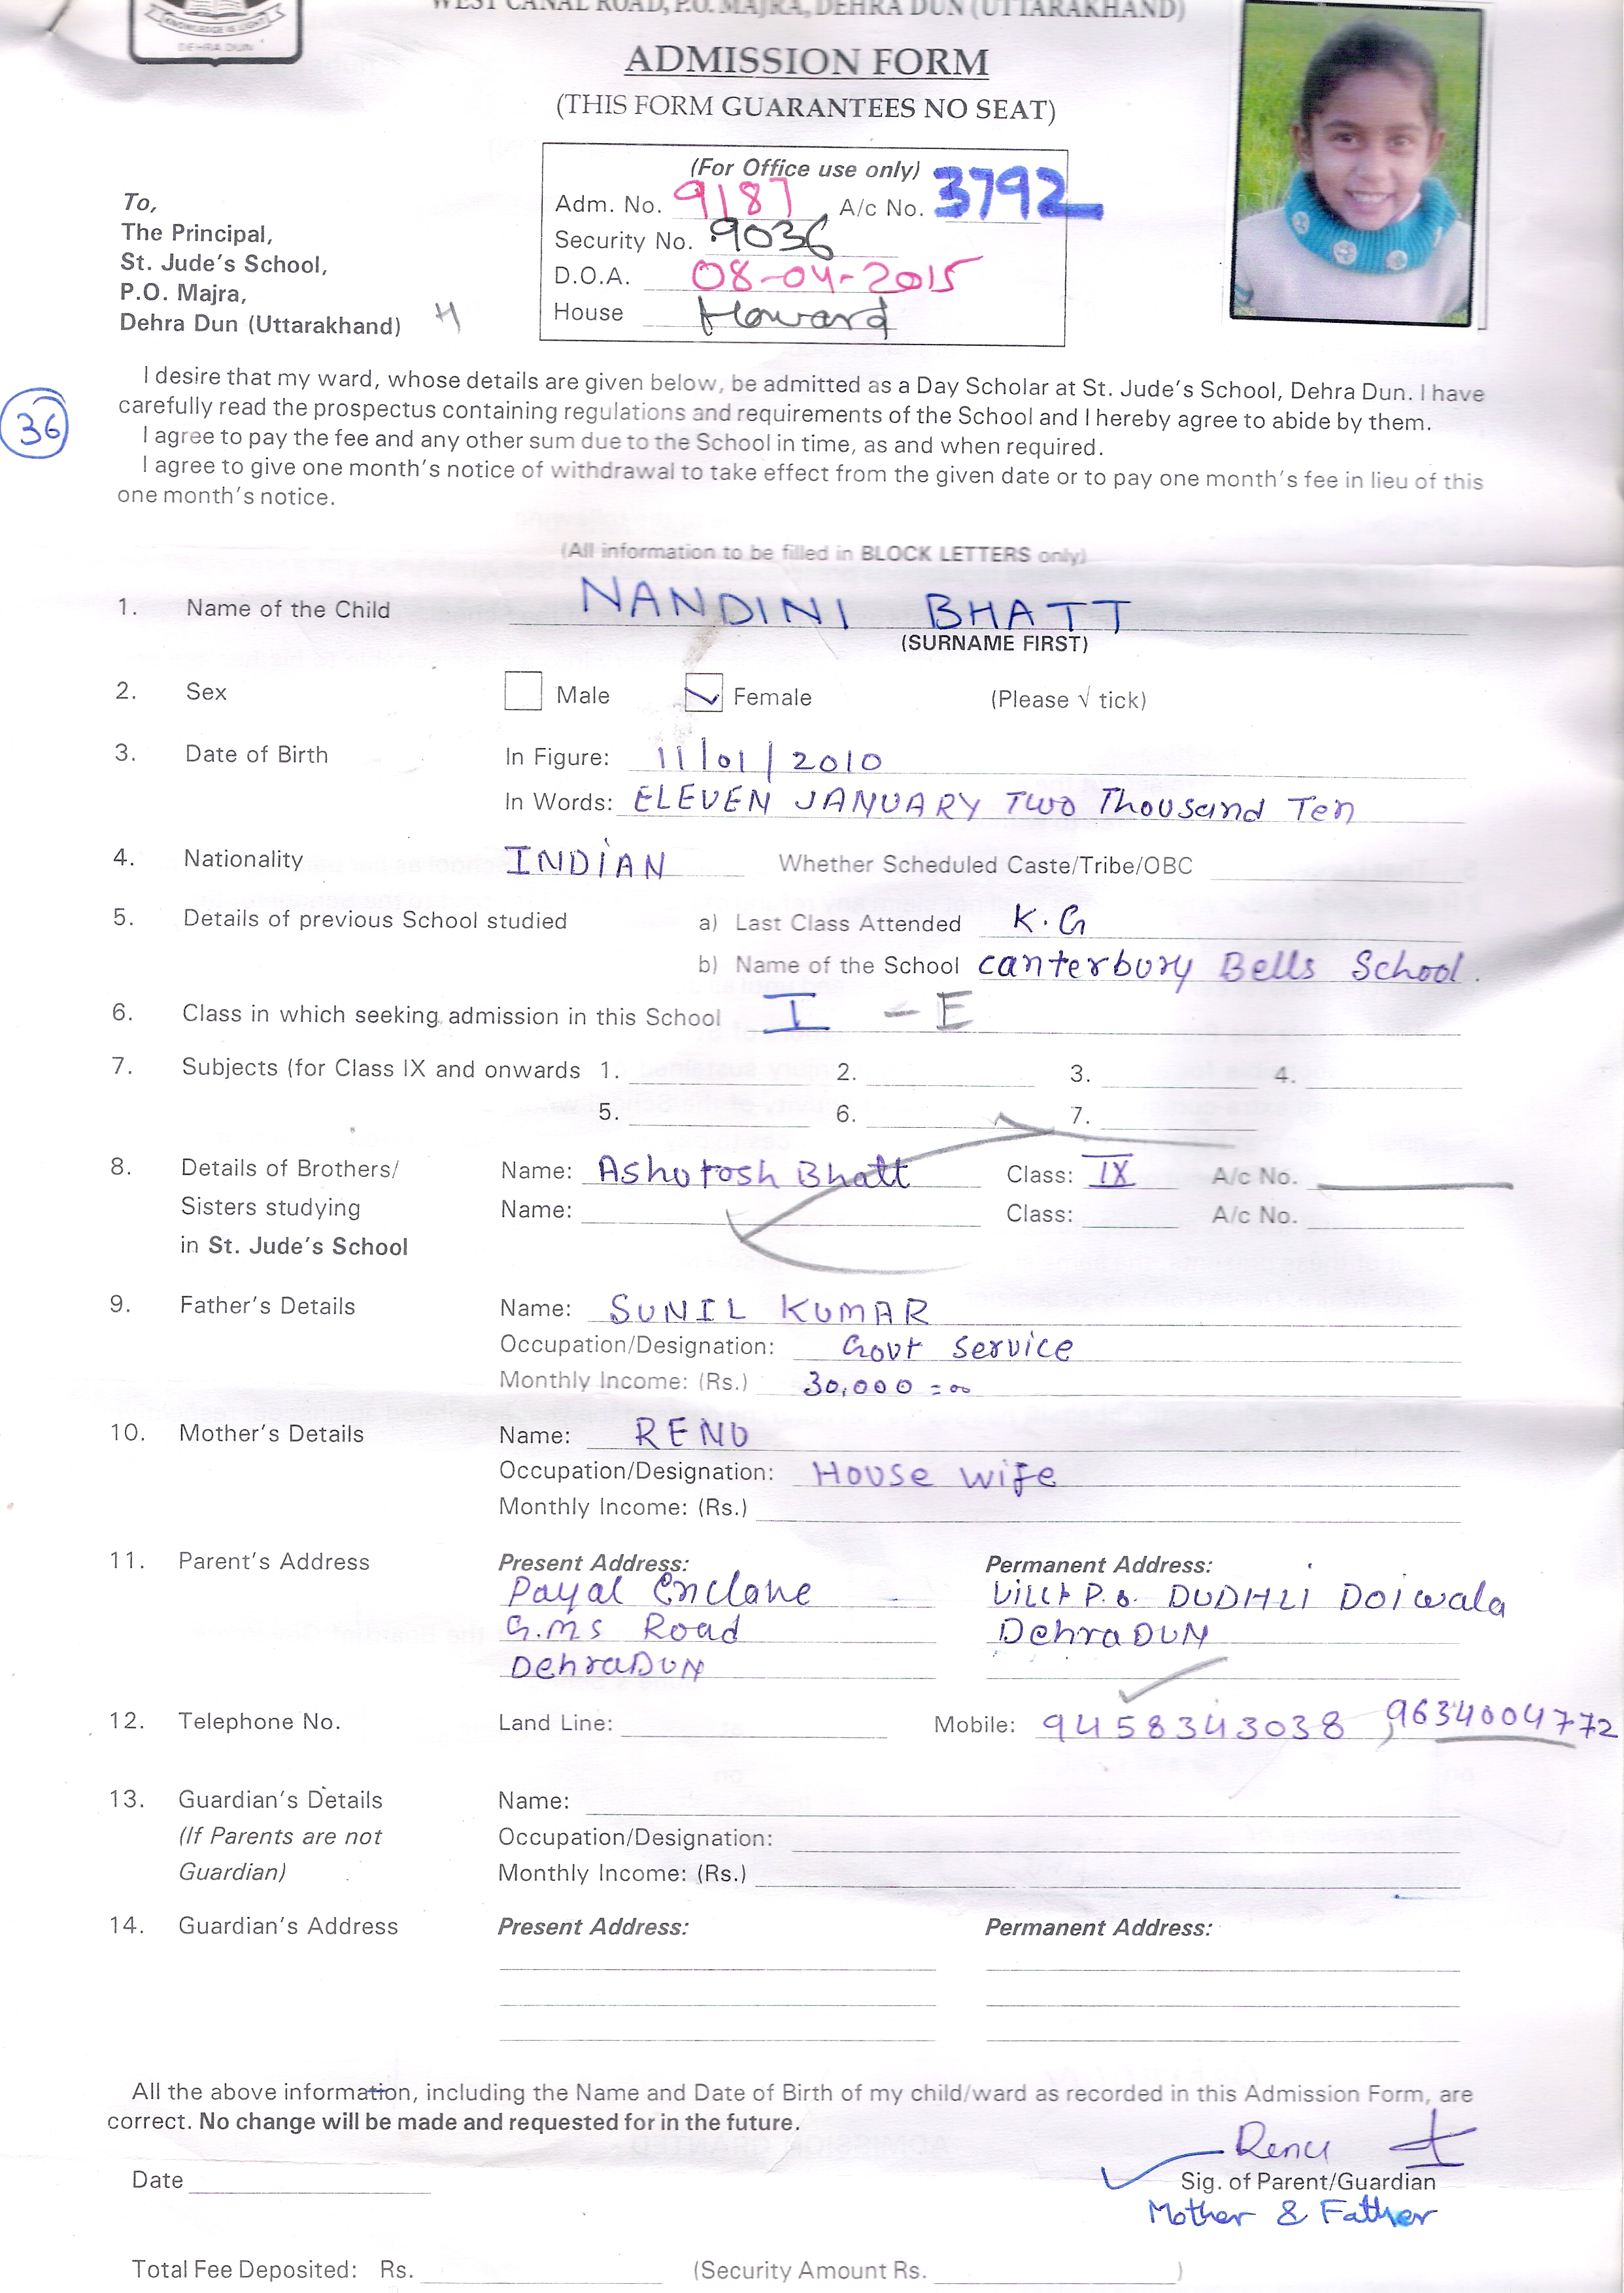 KNOWLEDGE IS LIGHT
DEHRA DUN
WEST CANAL ROAD, P.O. MAJRA, DEHRA DUN (UTTARAKHAND)
ADMISSION FORM
(THIS FORM GUARANTEES NO SEAT)
(For Office use only)
Adm. No. 9187 A/c No. 3792
Security No. 9036
D.O.A. 08-04-2015
House Howard
To,
The Principal,
St. Jude's School,
P.O. Majra,
Dehra Dun (Uttarakhand)
36
I desire that my ward, whose details are given below, be admitted as a Day Scholar at St. Jude's School, Dehra Dun. I have
carefully read the prospectus containing regulations and requirements of the School and I hereby agree to abide by them.
I agree to pay the fee and any other sum due to the School in time, as and when required.
I agree to give one month's notice of withdrawal to take effect from the given date or to pay one month's fee in lieu of this
one month's notice.
(All information to be filled in BLOCK LETTERS only)
1. Name of the Child NANDINI BHATT
(SURNAME FIRST)
2. Sex Male Female (Please √ tick)
3. Date of Birth In Figure: 11/01/2010
In Words: ELEVEN JANUARY TWO Thousand Ten
4. Nationality INDIAN Whether Scheduled Caste/Tribe/OBC
5. Details of previous School studied a) Last Class Attended K.G
b) Name of the School canterbury Bells School.
6. Class in which seeking admission in this School I - E
7. Subjects (for Class IX and onwards 1. 2. 3. 4.
5. 6. 7.
8. Details of Brothers/ Name: Ashutosh Bhatt Class: IX A/c No.
Sisters studying Name: Class: A/c No.
in St. Jude's School
9. Father's Details Name: SUNIL KUMAR
Occupation/Designation: Govt Service
Monthly Income: (Rs.) 30,000=00
10. Mother's Details Name: RENU
Occupation/Designation: House wife
Monthly Income: (Rs.)
11. Parent's Address Present Address: Permanent Address:
Payal Enclave Vill+P.o. DUDHLI Doiwala
G.MS Road DehraDUN
DehraDUN
12. Telephone No. Land Line: Mobile: 9458343038, 9634004772
13. Guardian's Details Name:
(If Parents are not Occupation/Designation:
Guardian) Monthly Income: (Rs.)
14. Guardian's Address Present Address: Permanent Address:
All the above information, including the Name and Date of Birth of my child/ward as recorded in this Admission Form, are
correct. No change will be made and requested for in the future.
Renu
Date Sig. of Parent/Guardian
Mother & Father
Total Fee Deposited: Rs. (Security Amount Rs. )